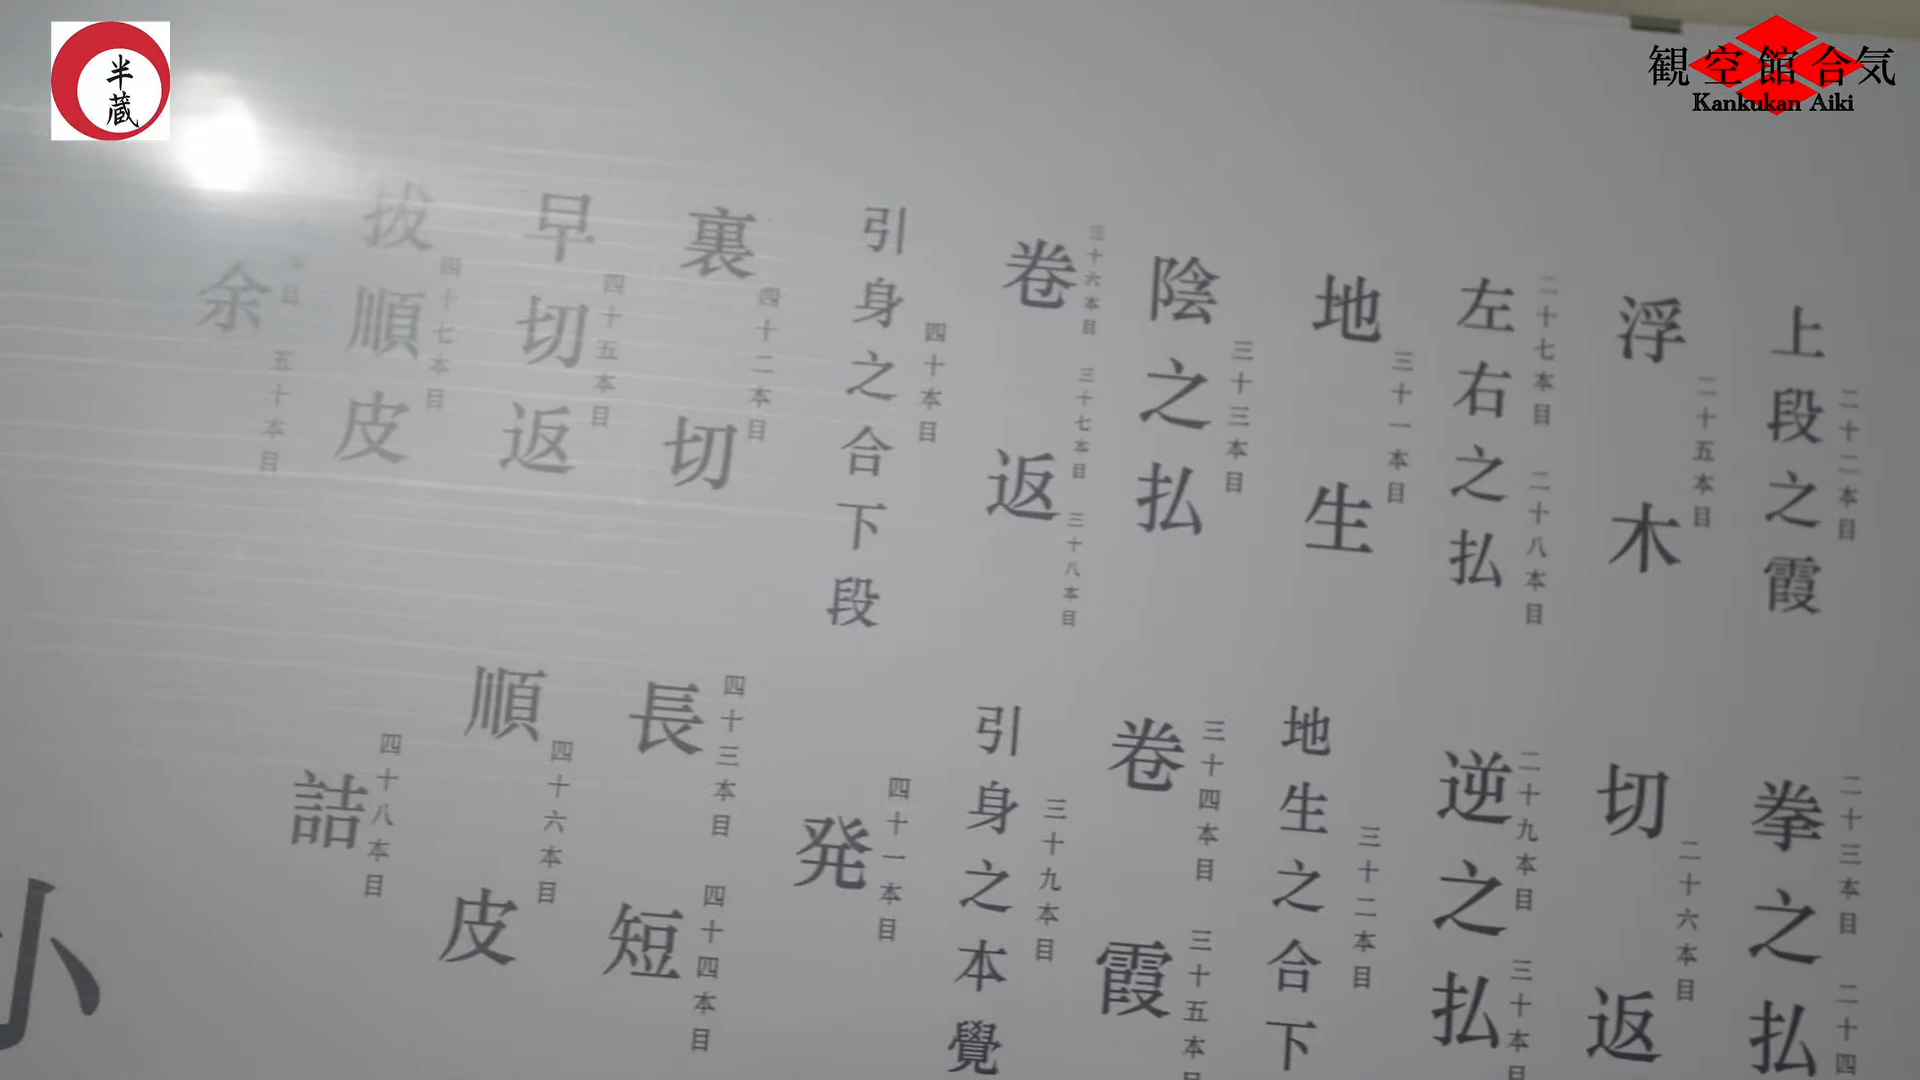 半蔵
観空館合気
Kankukan Aiki
上段之霞
二十二本目
拳之払
二十三本目
二十四
浮木
二十五本目
切返
二十六本目
左右之払
二十七本目
二十八本目
逆之払
二十九本目
三十本目
地生
三十一本目
地生之合下
三十二本目
陰之払
三十三本目
卷霞
三十四本目
三十五本目
卷返
三十六本目
三十七本目
三十八本目
引身之本覺
三十九本目
引身之合下段
四十本目
発
四十一本目
裏切
四十二本目
長短
四十三本目
四十四本目
早切返
四十五本目
順皮
四十六本目
抜順皮
四十七本目
詰
四十八本目
余
本目
五十本目
小